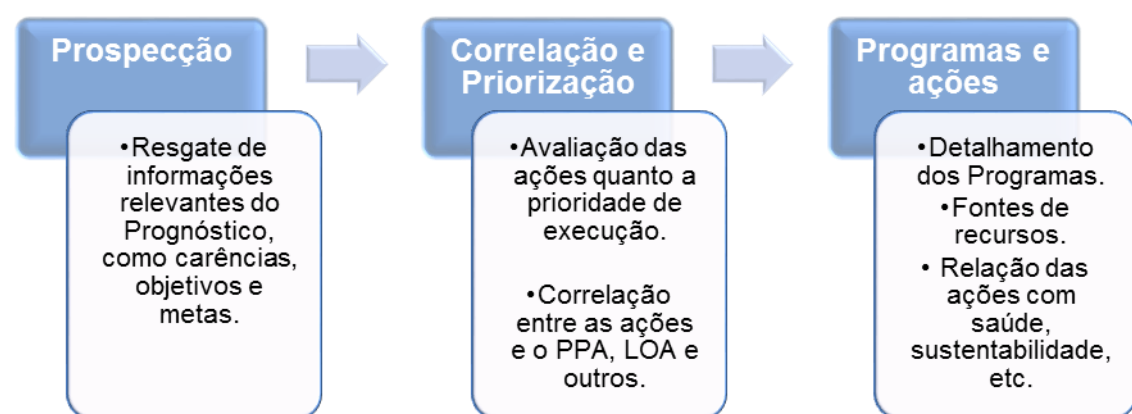 Prospecção
•Resgate de
informações
relevantes do
Prognóstico,
como carências,
objetivos e
metas.
Correlação e
Priorização
•Avaliação das
ações quanto a
prioridade de
execução.
•Correlação
entre as ações
e o PPA, LOA e
outros.
Programas e
ações
•Detalhamento
dos Programas.
•Fontes de
recursos.
• Relação das
ações com
saúde,
sustentabilidade,
etc.